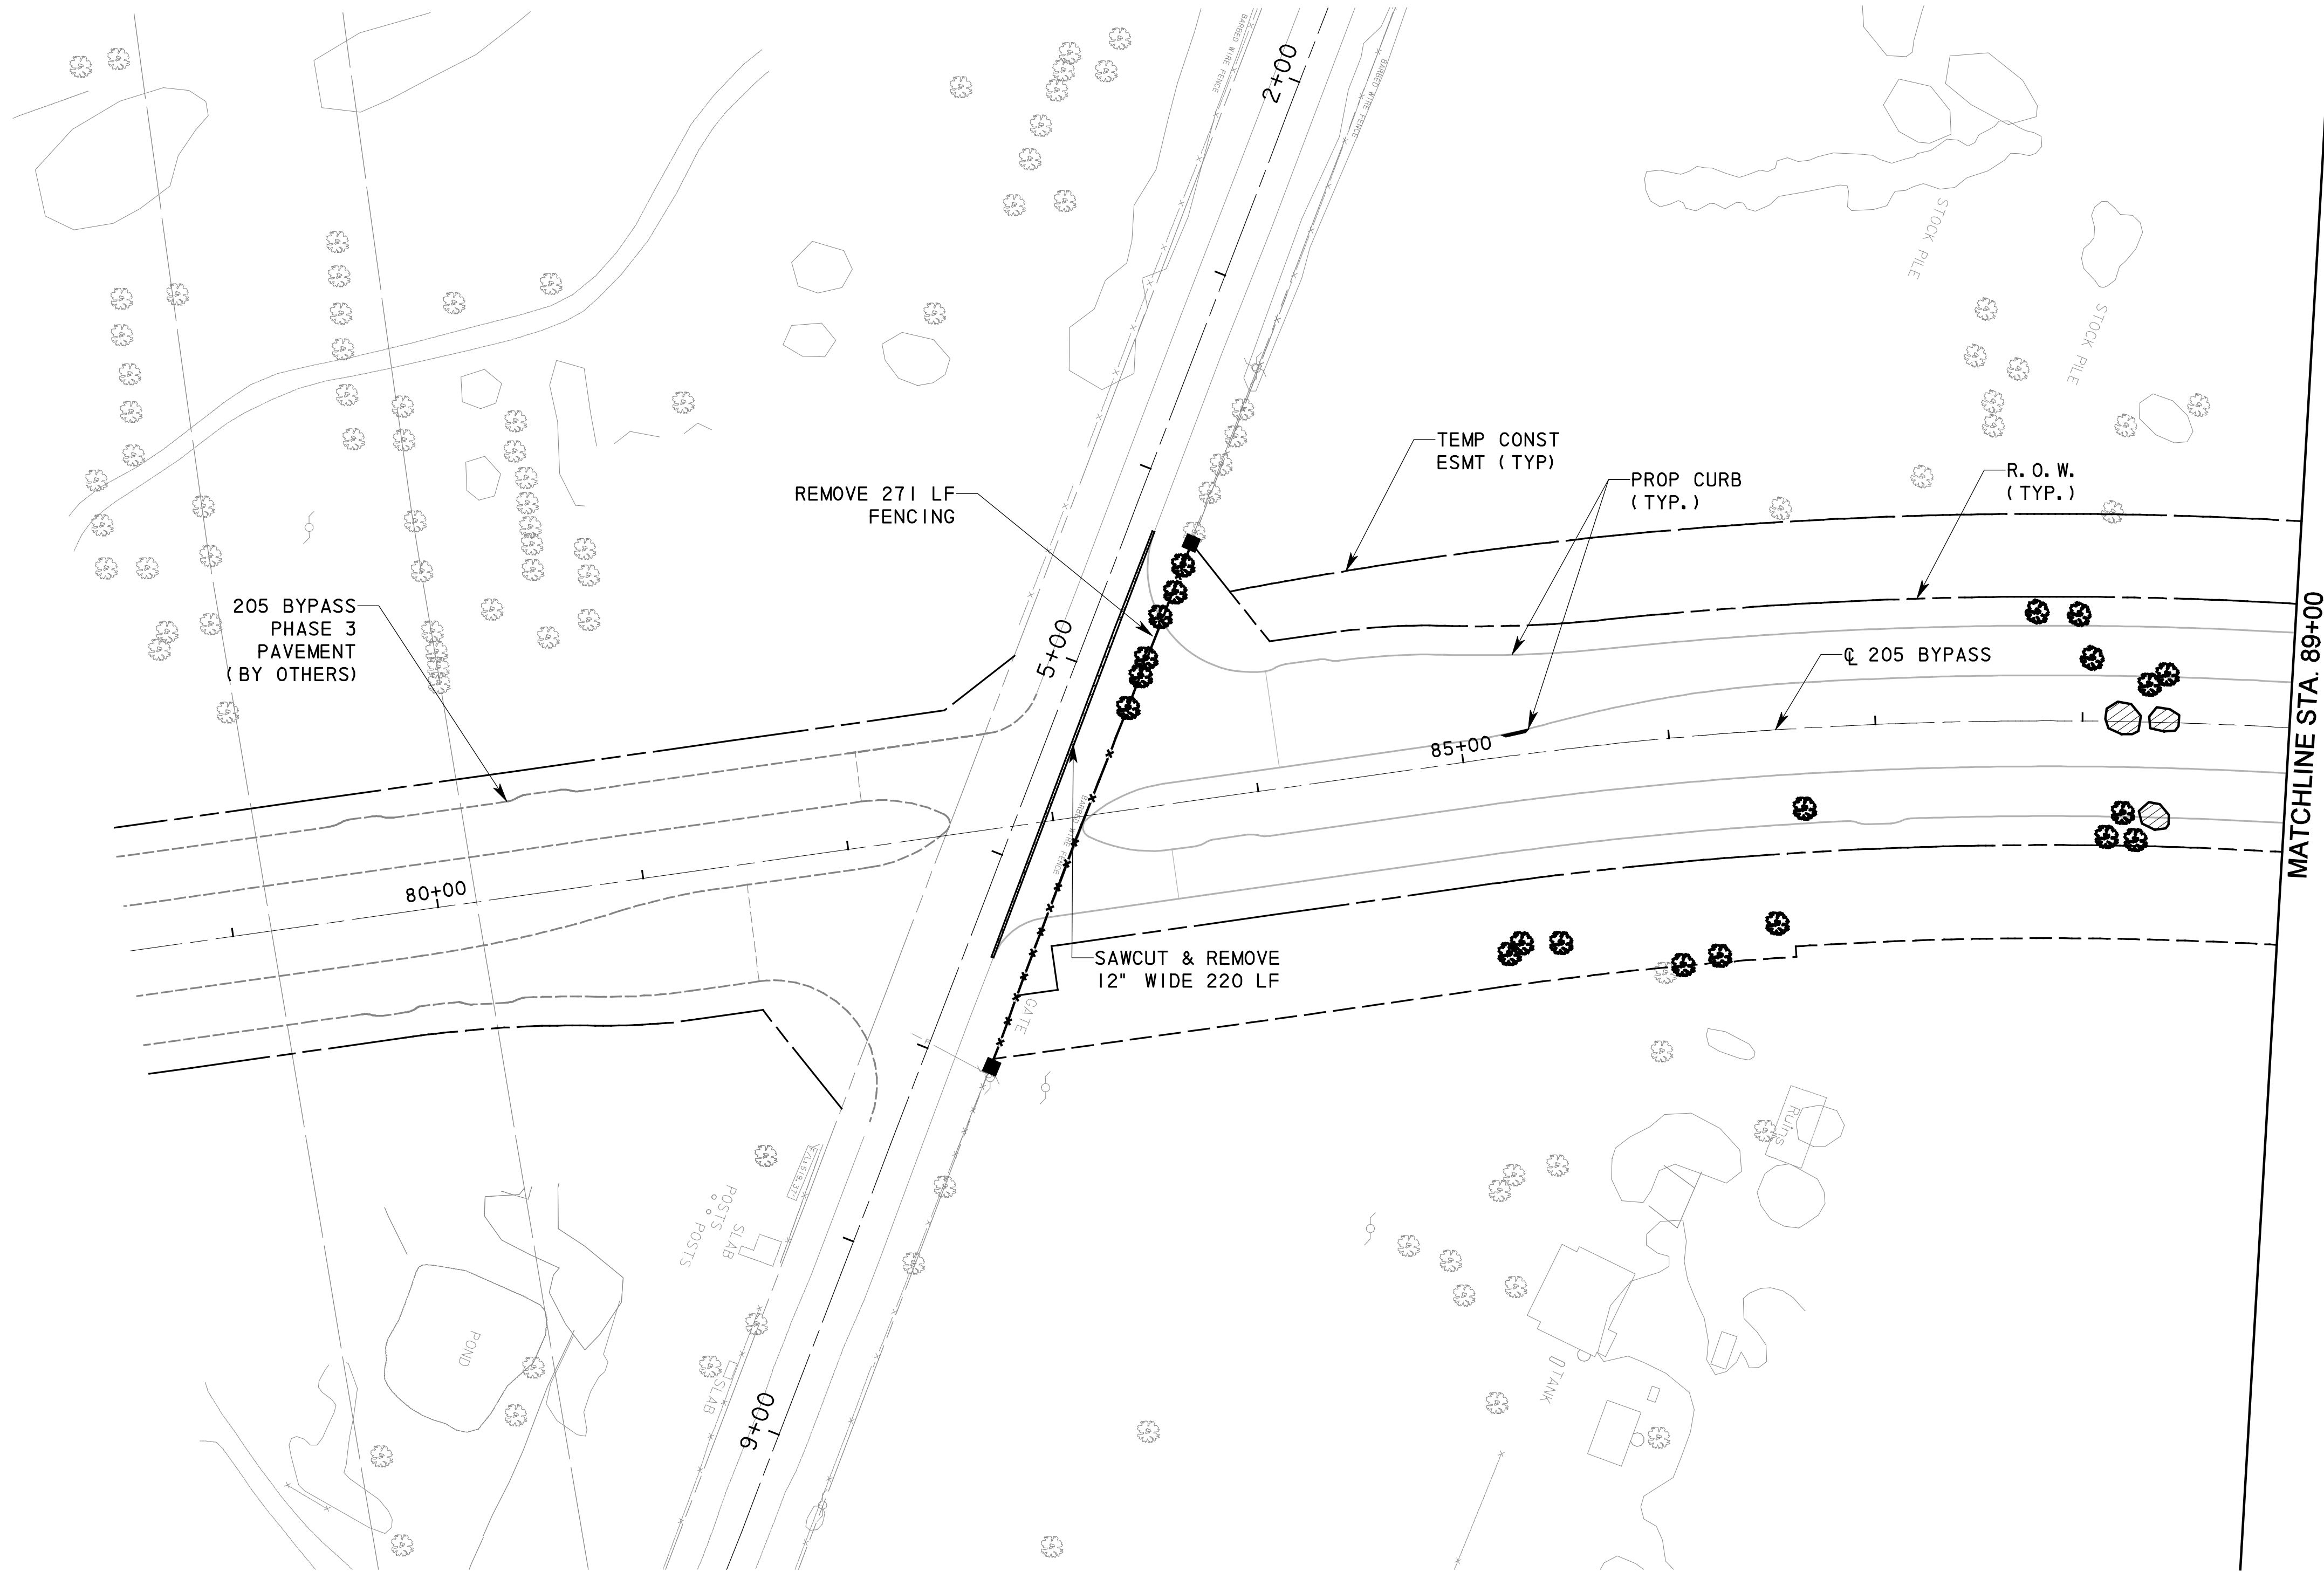 BARBED WIRE FENCE
2+00
BARBED WIRE FENCE
STOCK PILE
STOCK PILE
TEMP CONST
ESMT (TYP)
PROP CURB
(TYP.)
R.O.W.
(TYP.)
REMOVE 271 LF
FENCING
205 BYPASS
PHASE 3
PAVEMENT
(BY OTHERS)
5+00
℄ 205 BYPASS
MATCHLINE STA. 89+00
85+00
BARBED WIRE FENCE
80+00
SAWCUT & REMOVE
12" WIDE 220 LF
GATE
Ruins
POSTS
SLAB
POSTS
POND
SLAB
TANK
9+00